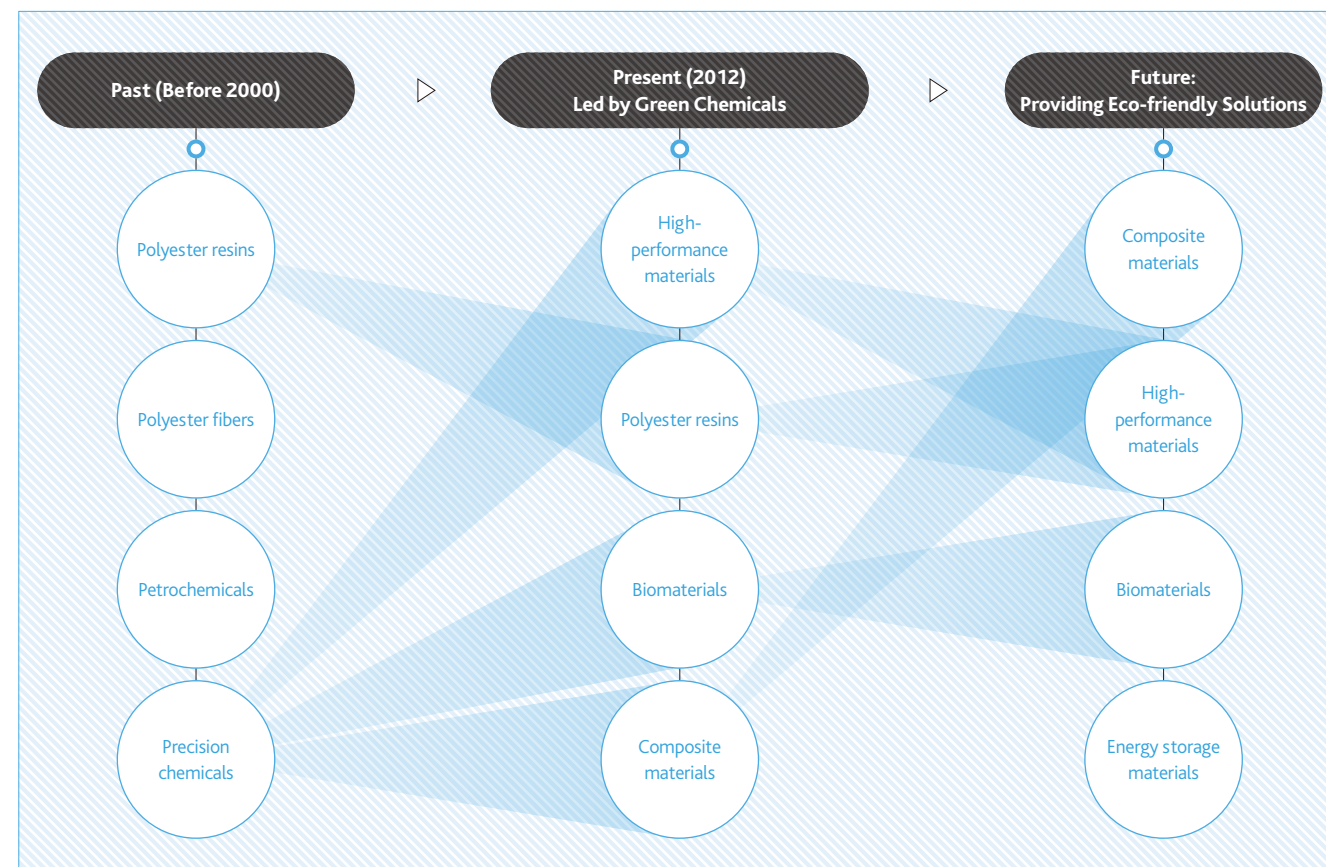 Past (Before 2000)
Present (2012)
Led by Green Chemicals
Future:
Providing Eco-friendly Solutions
Polyester resins
Polyester fibers
Petrochemicals
Precision
chemicals
High-
performance
materials
Polyester resins
Biomaterials
Composite
materials
Composite
materials
High-
performance
materials
Biomaterials
Energy storage
materials